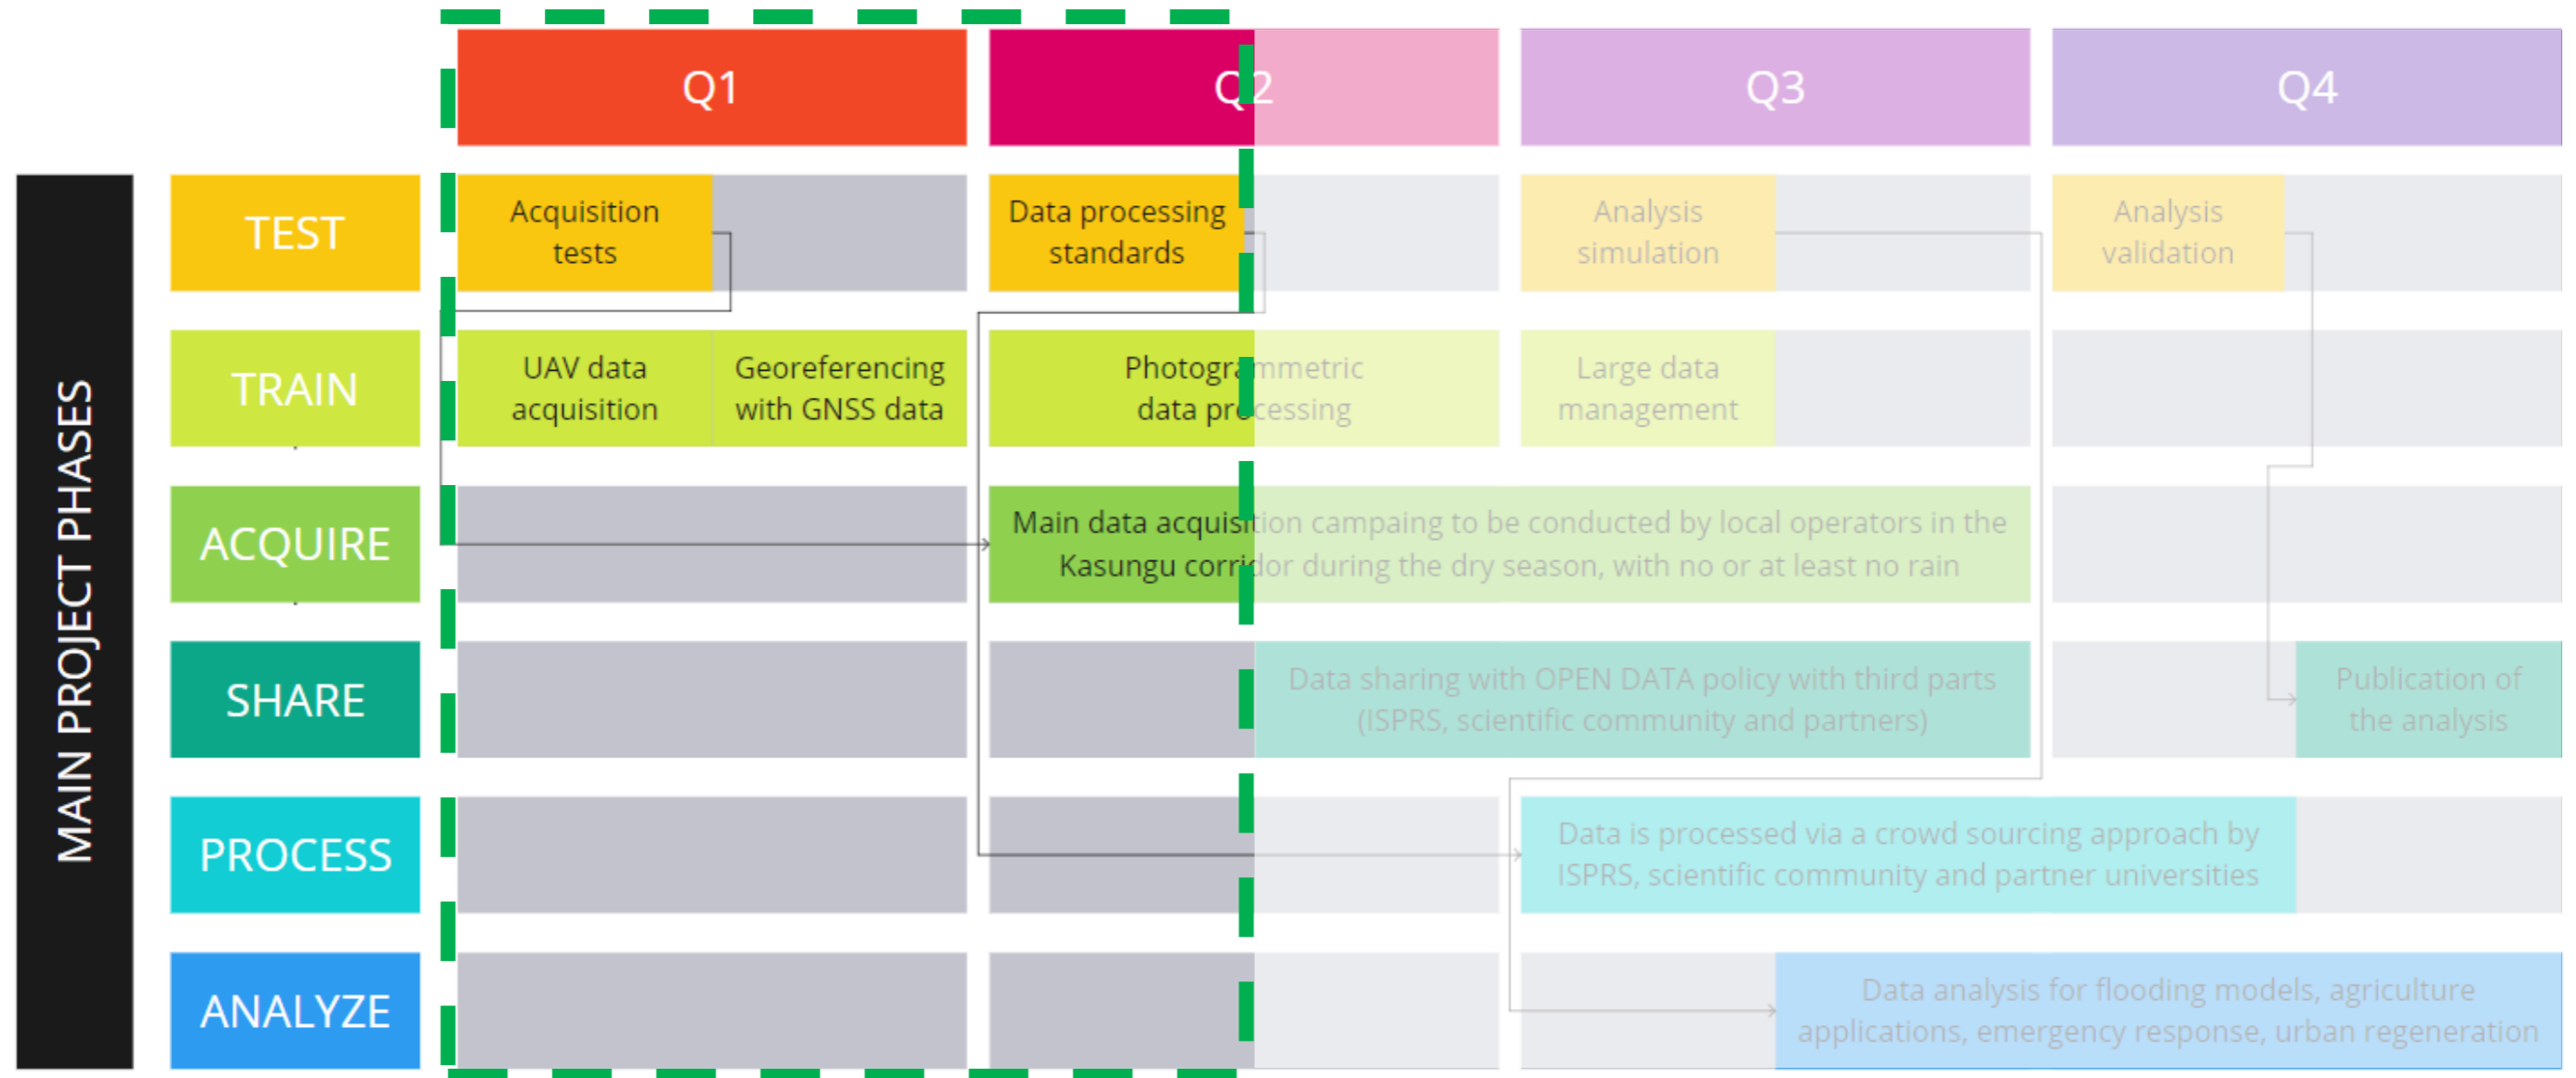 Q1
Q2
Q3
Q4
MAIN PROJECT PHASES
TEST
Acquisition
tests
Data processing
standards
Analysis
simulation
Analysis
validation
TRAIN
UAV data
acquisition
Georeferencing
with GNSS data
Photogrammetric
data processing
Large data
management
ACQUIRE
Main data acquisition campaing to be conducted by local operators in the
Kasungu corridor during the dry season, with no or at least no rain
SHARE
Data sharing with OPEN DATA policy with third parts
(ISPRS, scientific community and partners)
Publication of
the analysis
PROCESS
Data is processed via a crowd sourcing approach by
ISPRS, scientific community and partner universities
ANALYZE
Data analysis for flooding models, agriculture
applications, emergency response, urban regeneration